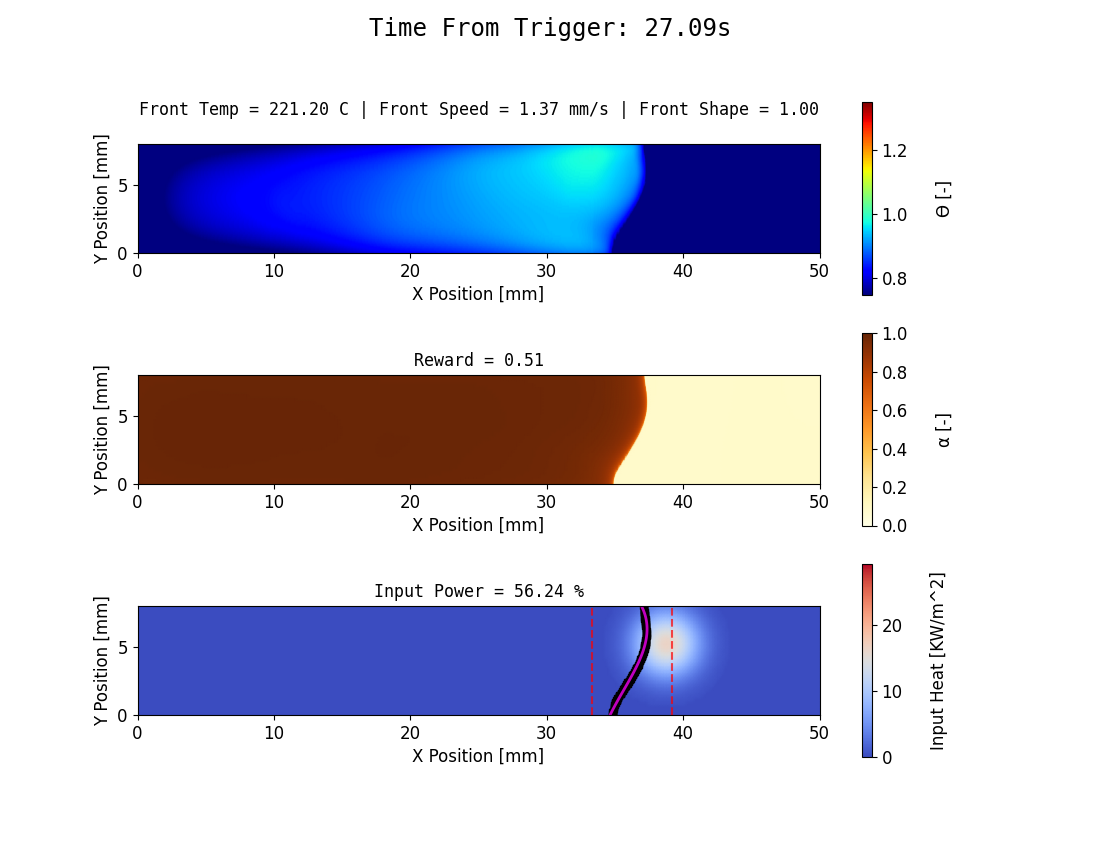 Time From Trigger: 27.09s
Front Temp = 221.20 C | Front Speed = 1.37 mm/s | Front Shape = 1.00
Y Position [mm]
5
0
0 10 20 30 40 50
X Position [mm]
1.2
1.0
0.8
Θ [-]
Reward = 0.51
Y Position [mm]
5
0
0 10 20 30 40 50
X Position [mm]
1.0
0.8
0.6
0.4
0.2
0.0
α [-]
Input Power = 56.24 %
Y Position [mm]
5
0
0 10 20 30 40 50
X Position [mm]
20
10
0
Input Heat [KW/m^2]